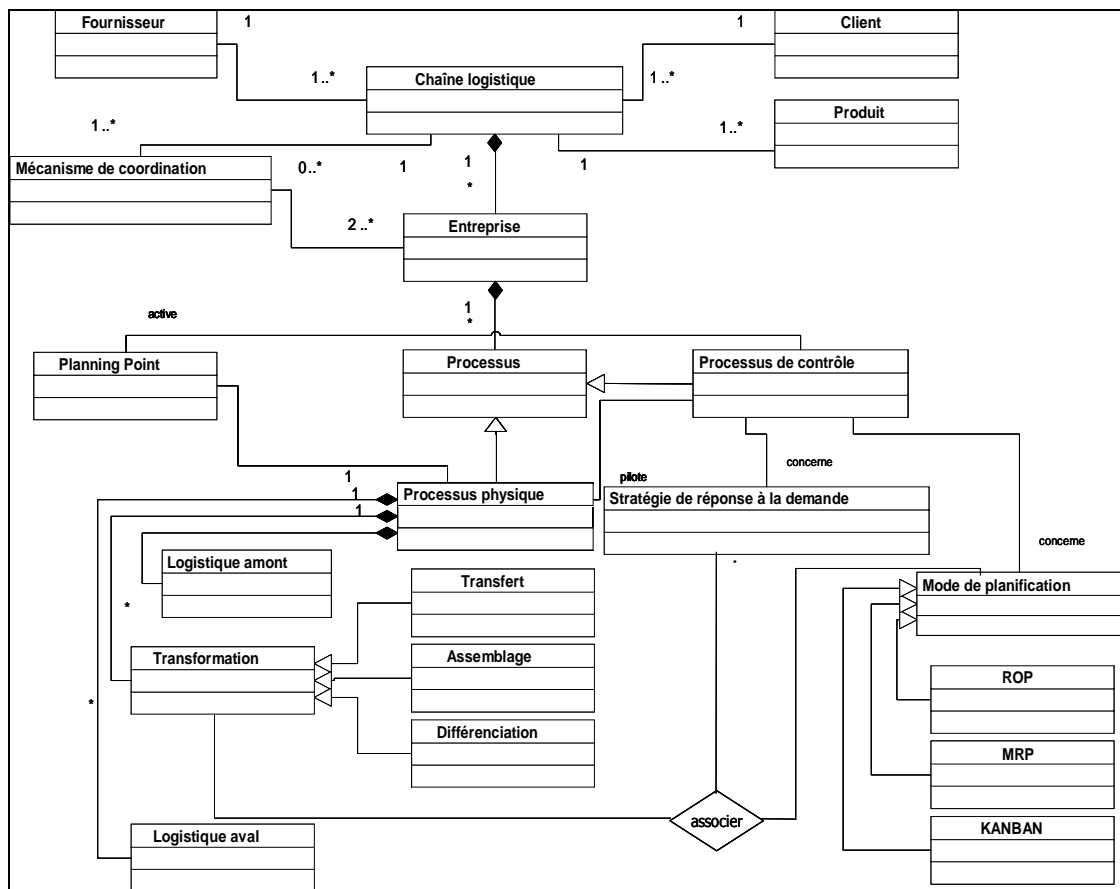 Fournisseur
1
1
Client
1 ..*
Chaîne logistique
1 ..*
Produit
1 ..*
1 ..*
Mécanisme de coordination
0..*
1
1
*
1
2 ..*
Entreprise
active
1
*
Planning Point
Processus
Processus de contrôle
concerne
pilote
1
1
1
Processus physique
Stratégie de réponse à la demande
concerne
Logistique amont
*
Transfert
Mode de planification
*
Transformation
Assemblage
ROP
*
Différenciation
MRP
associer
KANBAN
Logistique aval